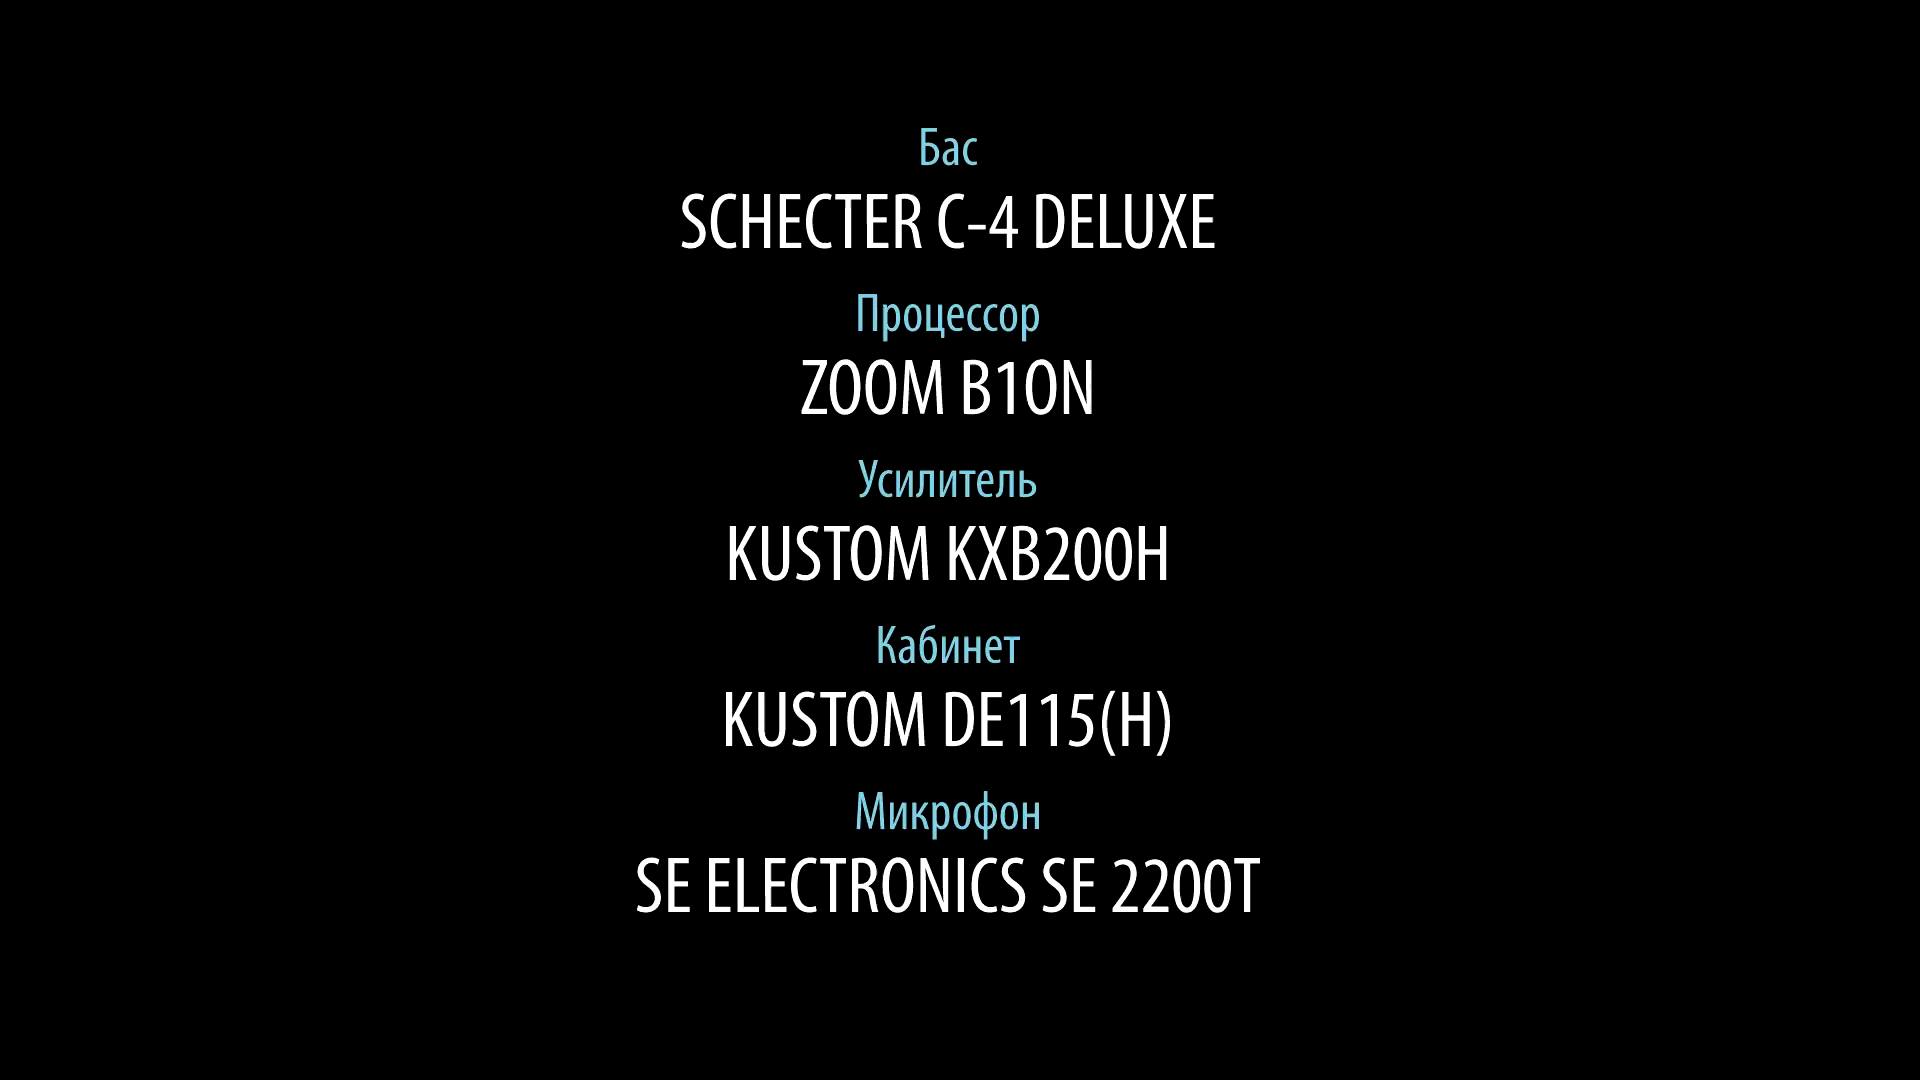 Бас
SCHECTER C-4 DELUXE
Процессор
ZOOM B1ON
Усилитель
KUSTOM KXB200H
Кабинет
KUSTOM DE115(H)
Микрофон
SE ELECTRONICS SE 2200T